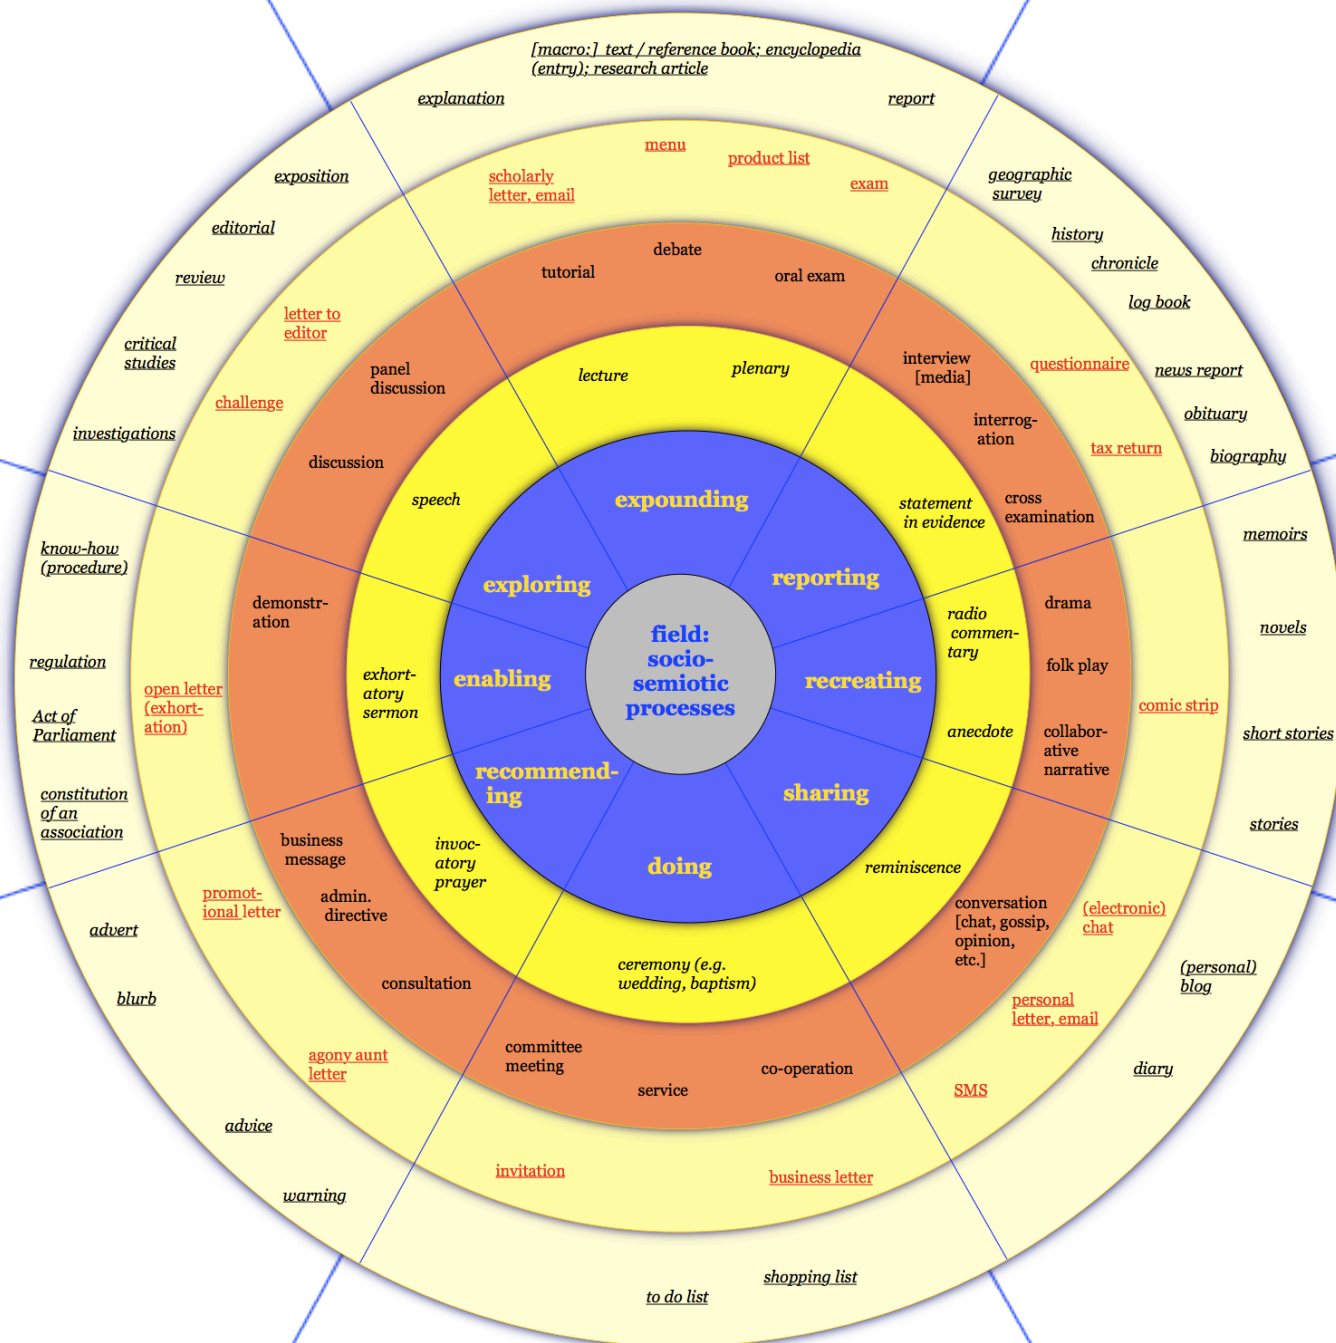 [macro:] text / reference book; encyclopedia
(entry); research article
explanation
report
menu
product list
exam
scholarly
letter, email
debate
tutorial
oral exam
lecture
plenary
expounding
geographic
survey
history
chronicle
log book
news report
obituary
biography
questionnaire
tax return
interview
[media]
interrog-
ation
cross
examination
statement
in evidence
reporting
memoirs
novels
short stories
stories
comic strip
drama
folk play
collabor-
ative
narrative
radio
commen-
tary
anecdote
recreating
(personal)
blog
diary
(electronic)
chat
personal
letter, email
SMS
conversation
[chat, gossip,
opinion,
etc.]
reminiscence
sharing
doing
ceremony (e.g.
wedding, baptism)
committee
meeting
service
co-operation
invitation
business letter
shopping list
to do list
recommend-
ing
invoc-
atory
prayer
business
message
admin.
directive
consultation
promot-
ional letter
agony aunt
letter
advert
blurb
advice
warning
enabling
exhort-
atory
sermon
demonstr-
ation
open letter
(exhort-
ation)
know-how
(procedure)
regulation
Act of
Parliament
constitution
of an
association
exploring
speech
panel
discussion
discussion
letter to
editor
challenge
exposition
editorial
review
critical
studies
investigations
field:
socio-
semiotic
processes